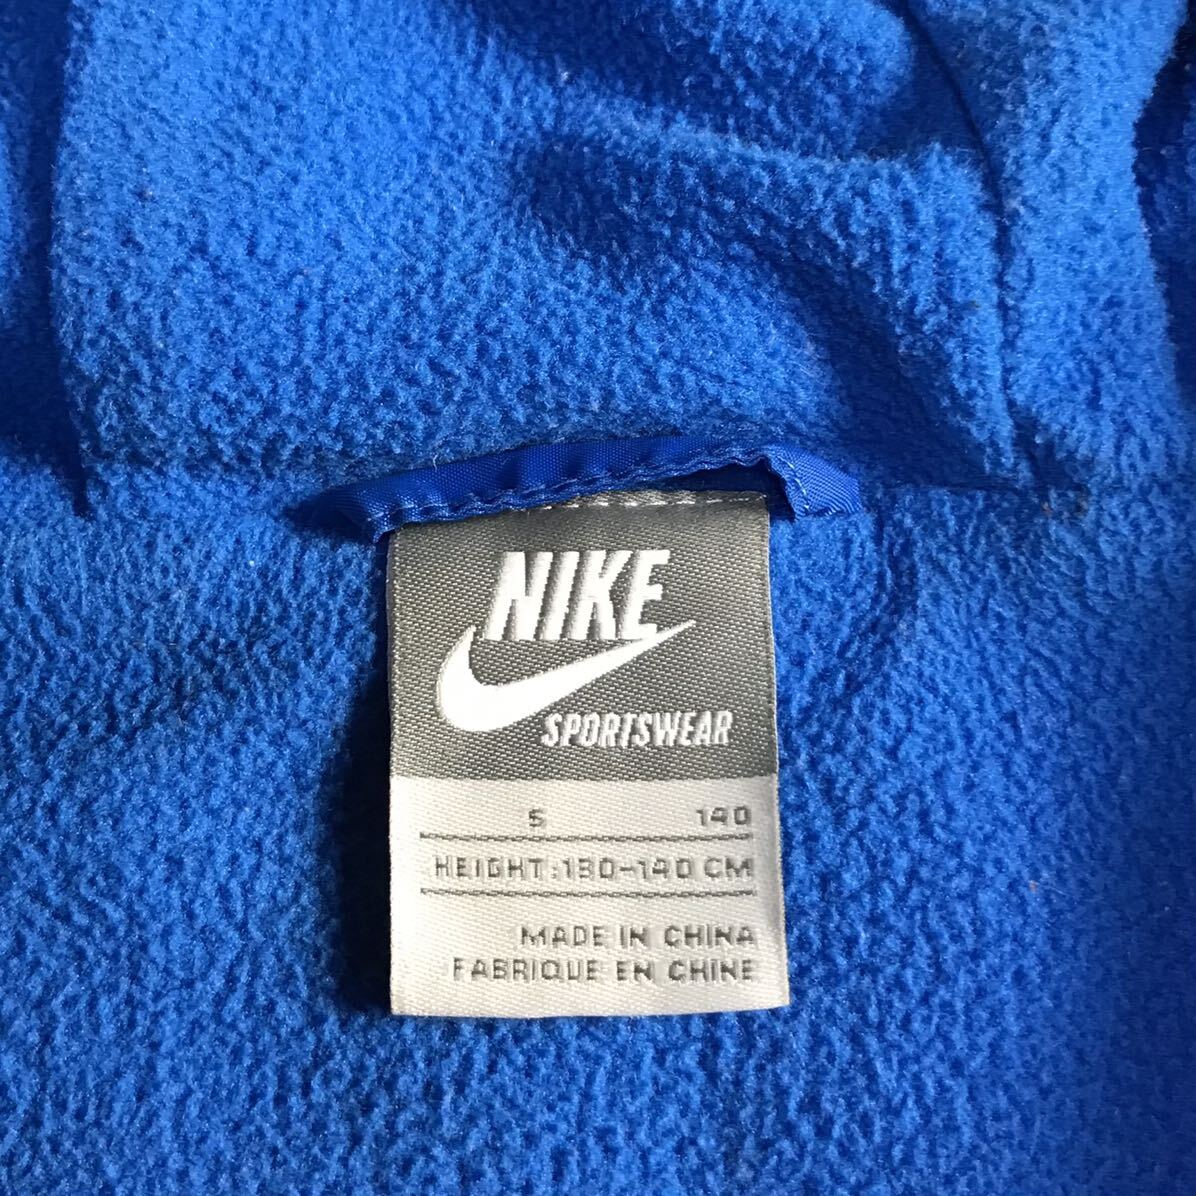 NIKE
SPORTSWEAR
S 140
HEIGHT:130-140 CM
MADE IN CHINA
FABRIQUE EN CHINE